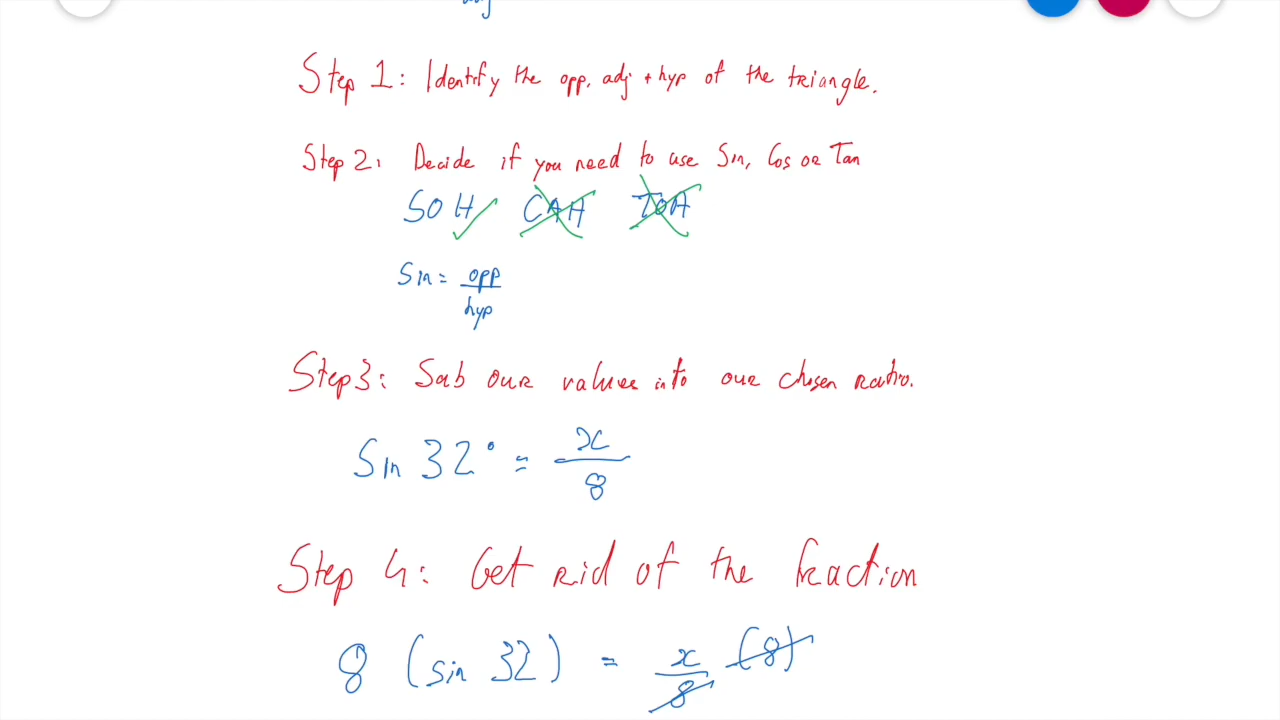 adj
Step 1: Identify the opp, adj + hyp of the triangle.
Step 2: Decide if you need to use Sin, Cos or Tan
SOH CAH TOA
Sin = opp
hyp
Step 3: Sub our values into our chosen ratio.
Sin 32° = x
8
Step 4: Get rid of the fraction
8 (sin 32) = x (8)
8